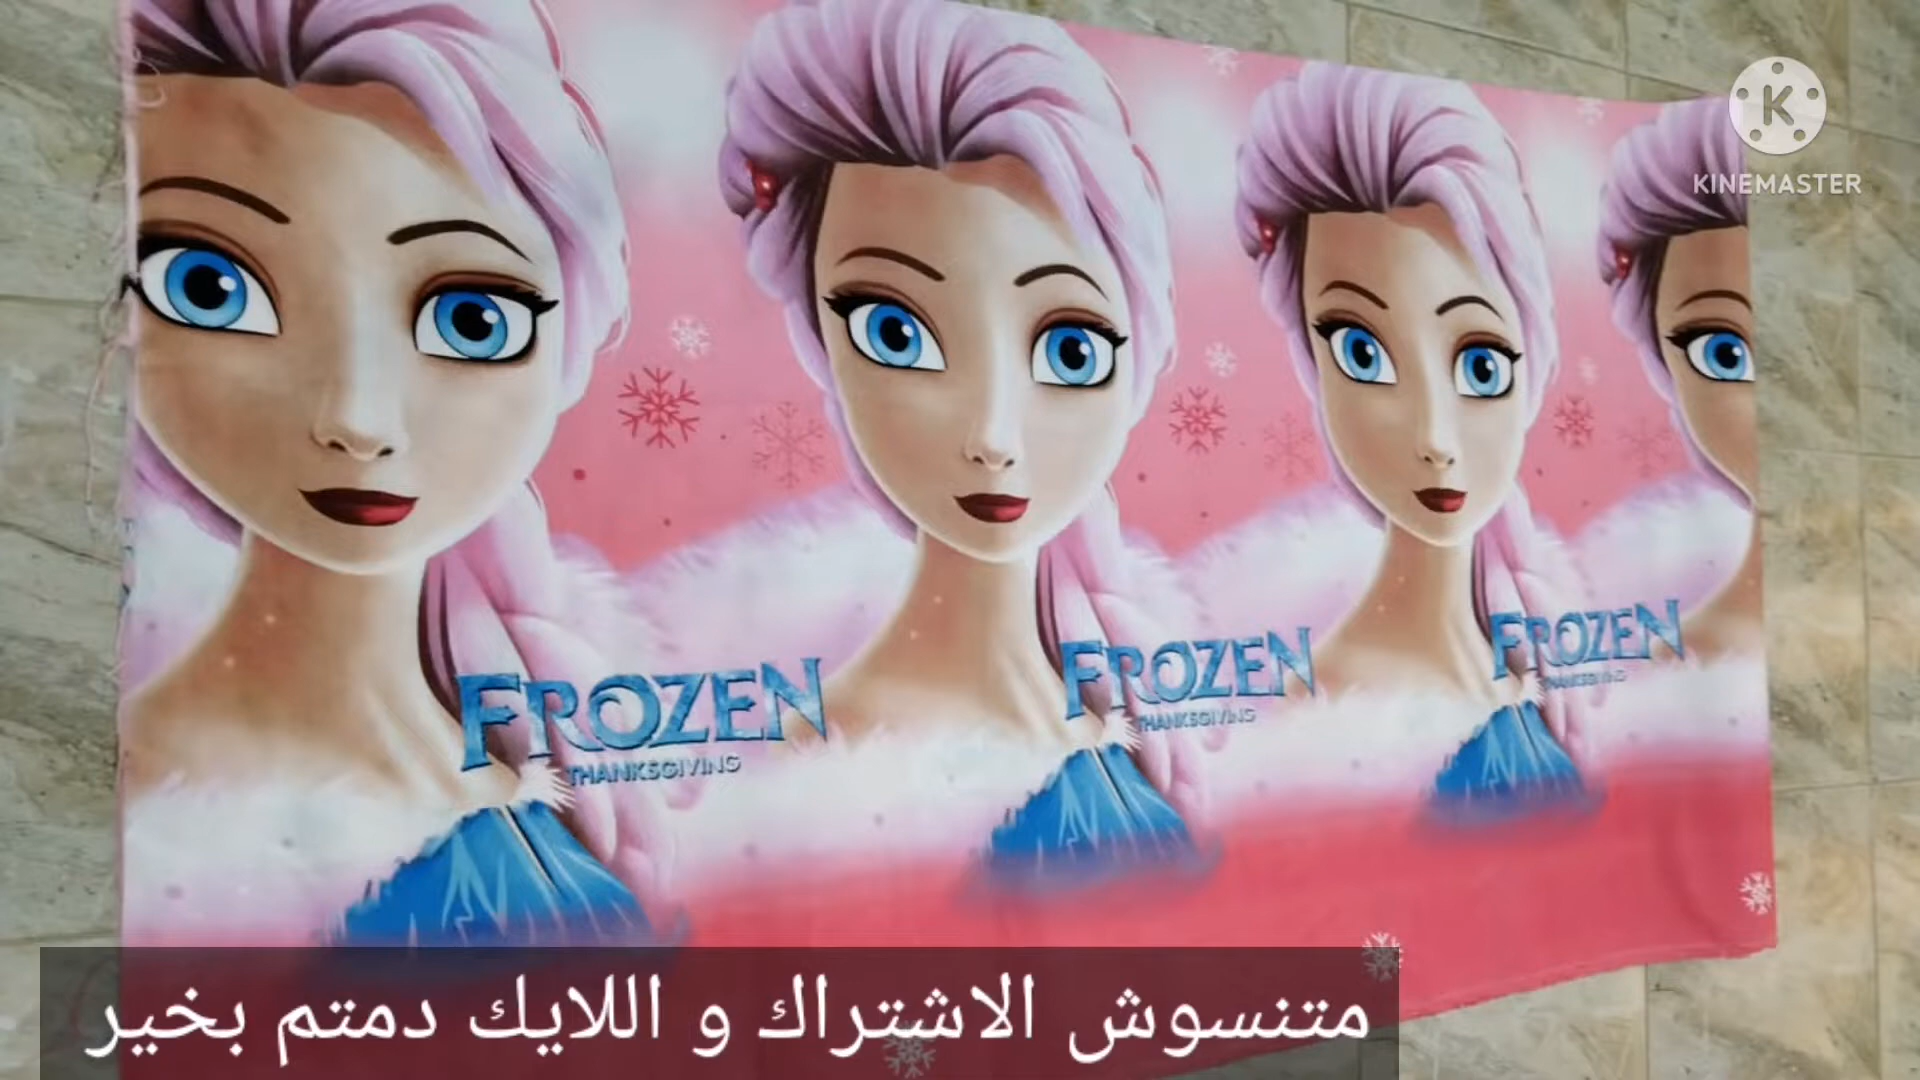 KINEMASTER
FROZEN
THANKSGIVING
FROZEN
THANKSGIVING
FROZEN
THANKSGIVING
متنسوش الاشتراك و اللايك دمتم بخير